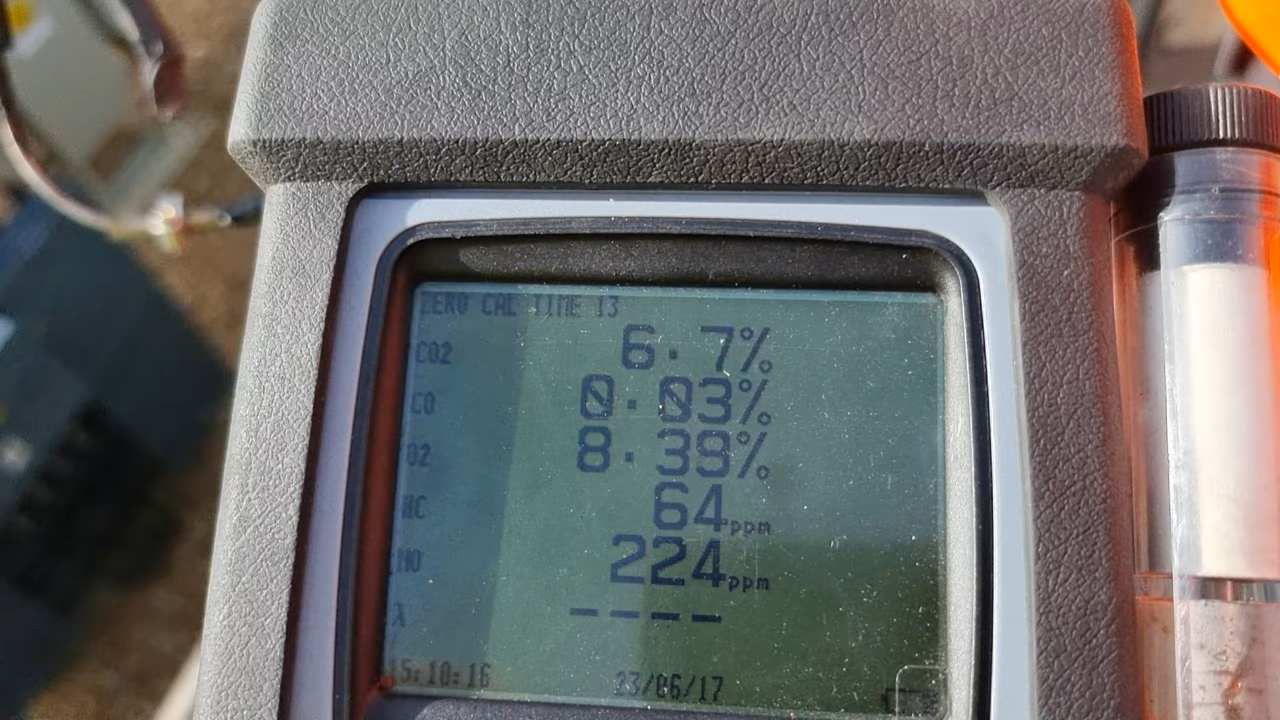 ZERO CAL TIME 13
CO2 6.7%
CO 0.03%
O2 8.39%
HC 64ppm
NO 224ppm
λ ----
15:10:16 23/06/17